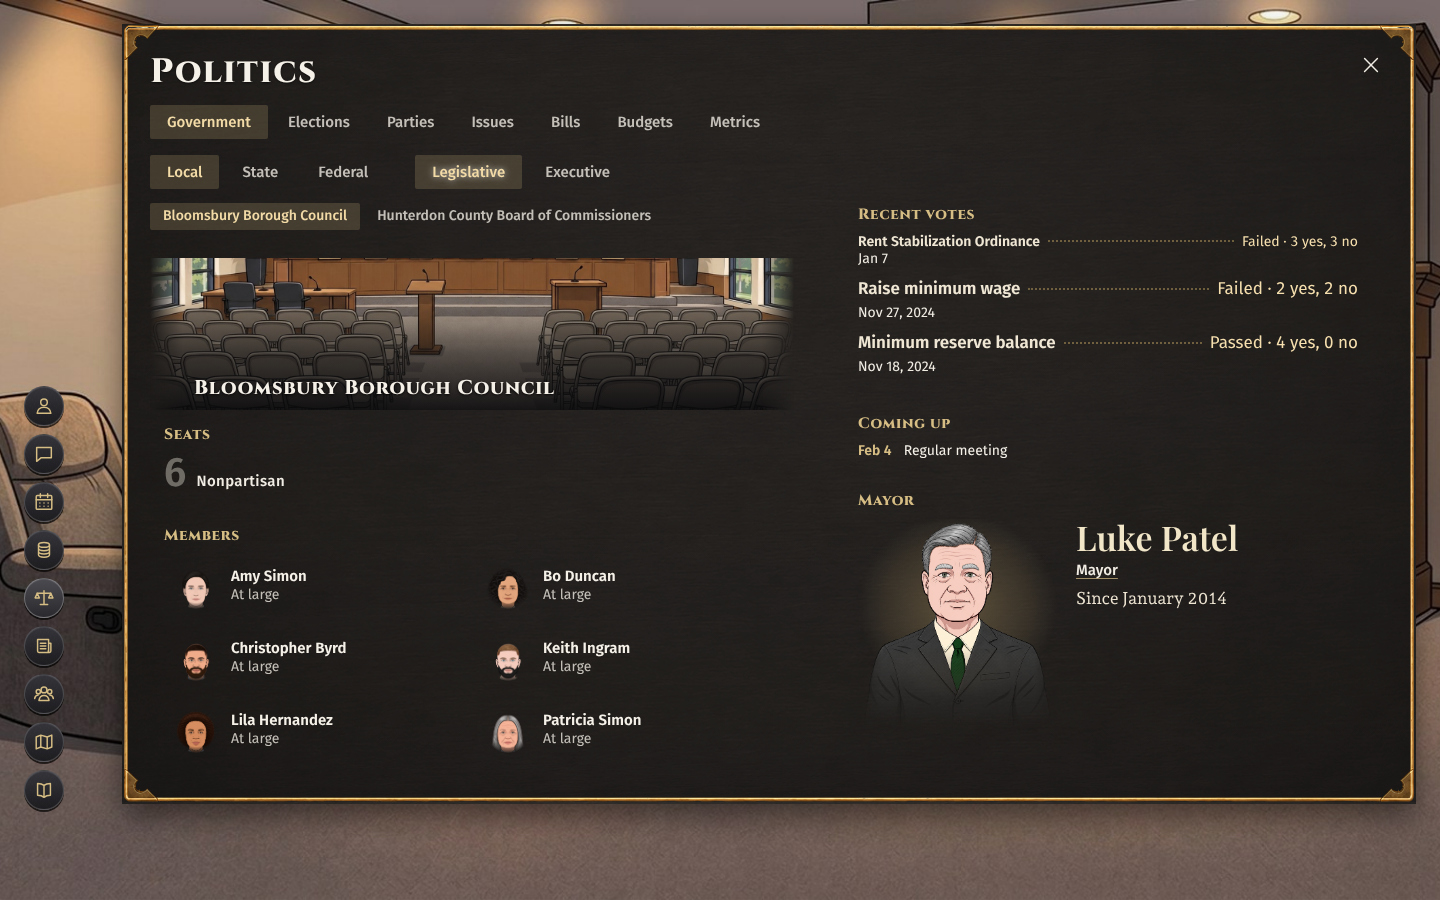 Politics
Government Elections Parties Issues Bills Budgets Metrics
Local State Federal Legislative Executive
Bloomsbury Borough Council Hunterdon County Board of Commissioners
Bloomsbury Borough Council
Seats
6 Nonpartisan
Members
Amy Simon
At large
Bo Duncan
At large
Christopher Byrd
At large
Keith Ingram
At large
Lila Hernandez
At large
Patricia Simon
At large
Recent votes
Rent Stabilization Ordinance Failed · 3 yes, 3 no
Jan 7
Raise minimum wage Failed · 2 yes, 2 no
Nov 27, 2024
Minimum reserve balance Passed · 4 yes, 0 no
Nov 18, 2024
Coming up
Feb 4 Regular meeting
Mayor
Luke Patel
Mayor
Since January 2014